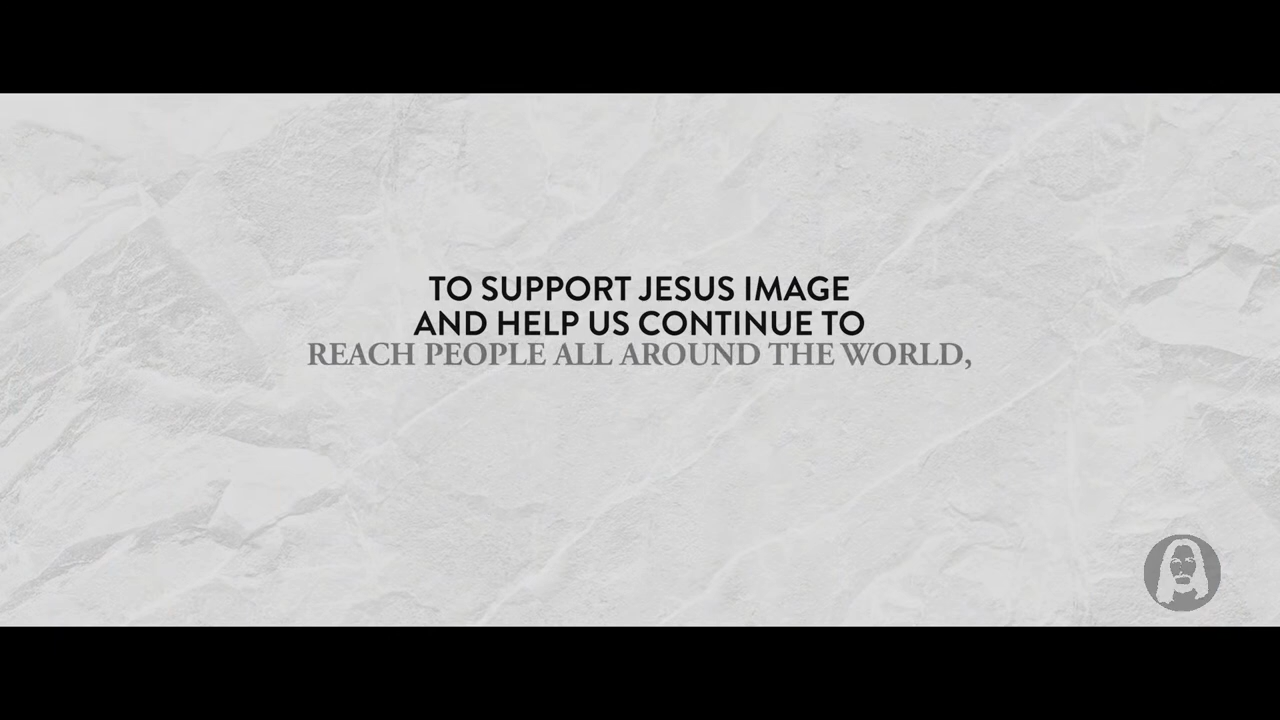 TO SUPPORT JESUS IMAGE
AND HELP US CONTINUE TO
REACH PEOPLE ALL AROUND THE WORLD,